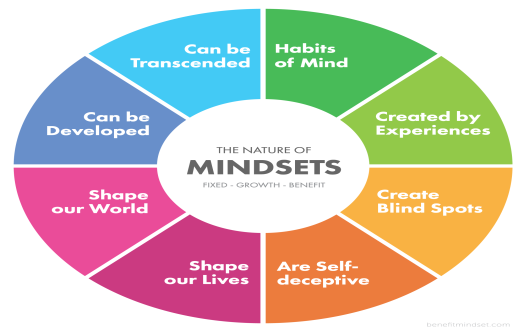 Can be
Transcended
Habits
of Mind
Created by
Experiences
Create
Blind Spots
Are Self-
deceptive
Shape
our Lives
Shape
our World
Can be
Developed
THE NATURE OF
MINDSETS
FIXED - GROWTH - BENEFIT
benefitmindset.com